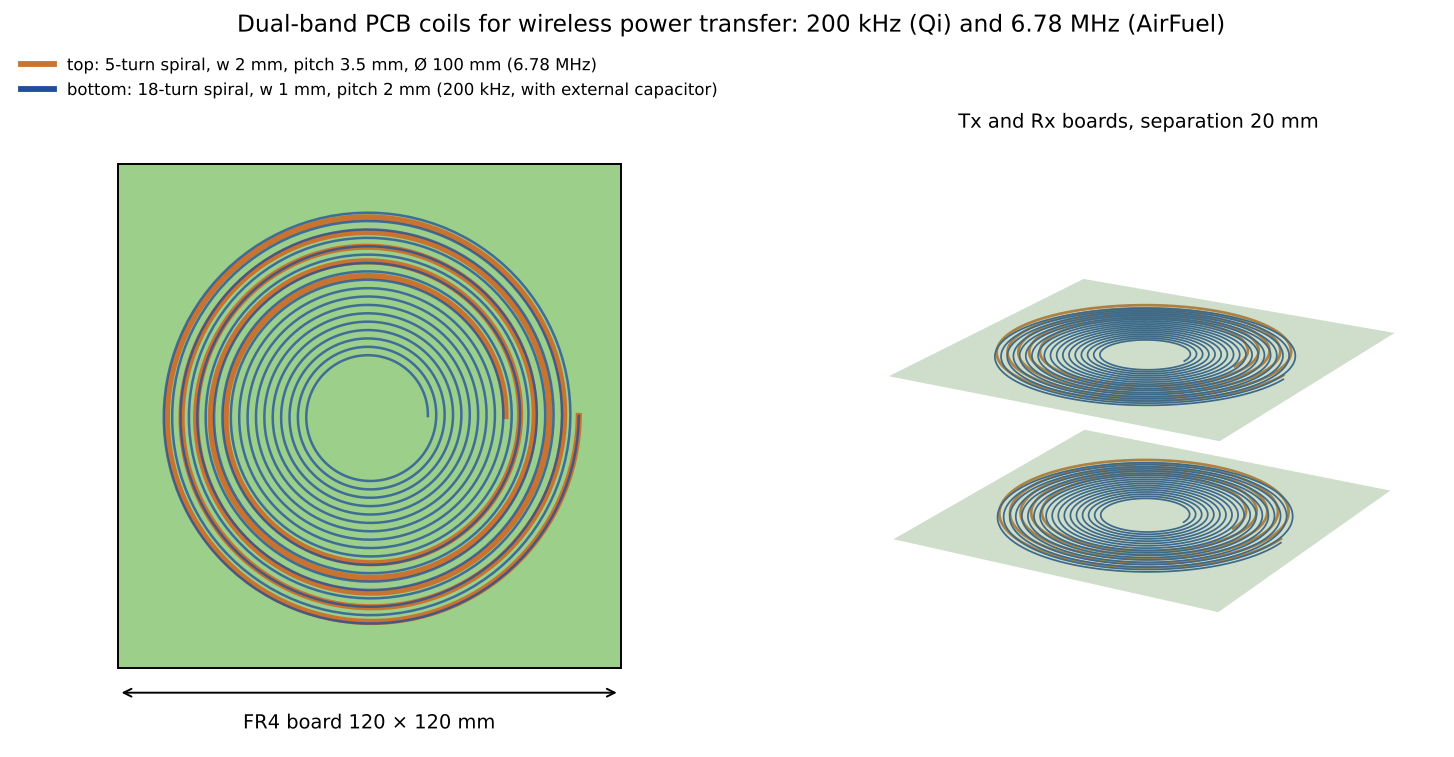 Dual-band PCB coils for wireless power transfer: 200 kHz (Qi) and 6.78 MHz (AirFuel)
top: 5-turn spiral, w 2 mm, pitch 3.5 mm, Ø 100 mm (6.78 MHz)
bottom: 18-turn spiral, w 1 mm, pitch 2 mm (200 kHz, with external capacitor)
Tx and Rx boards, separation 20 mm
FR4 board 120 × 120 mm